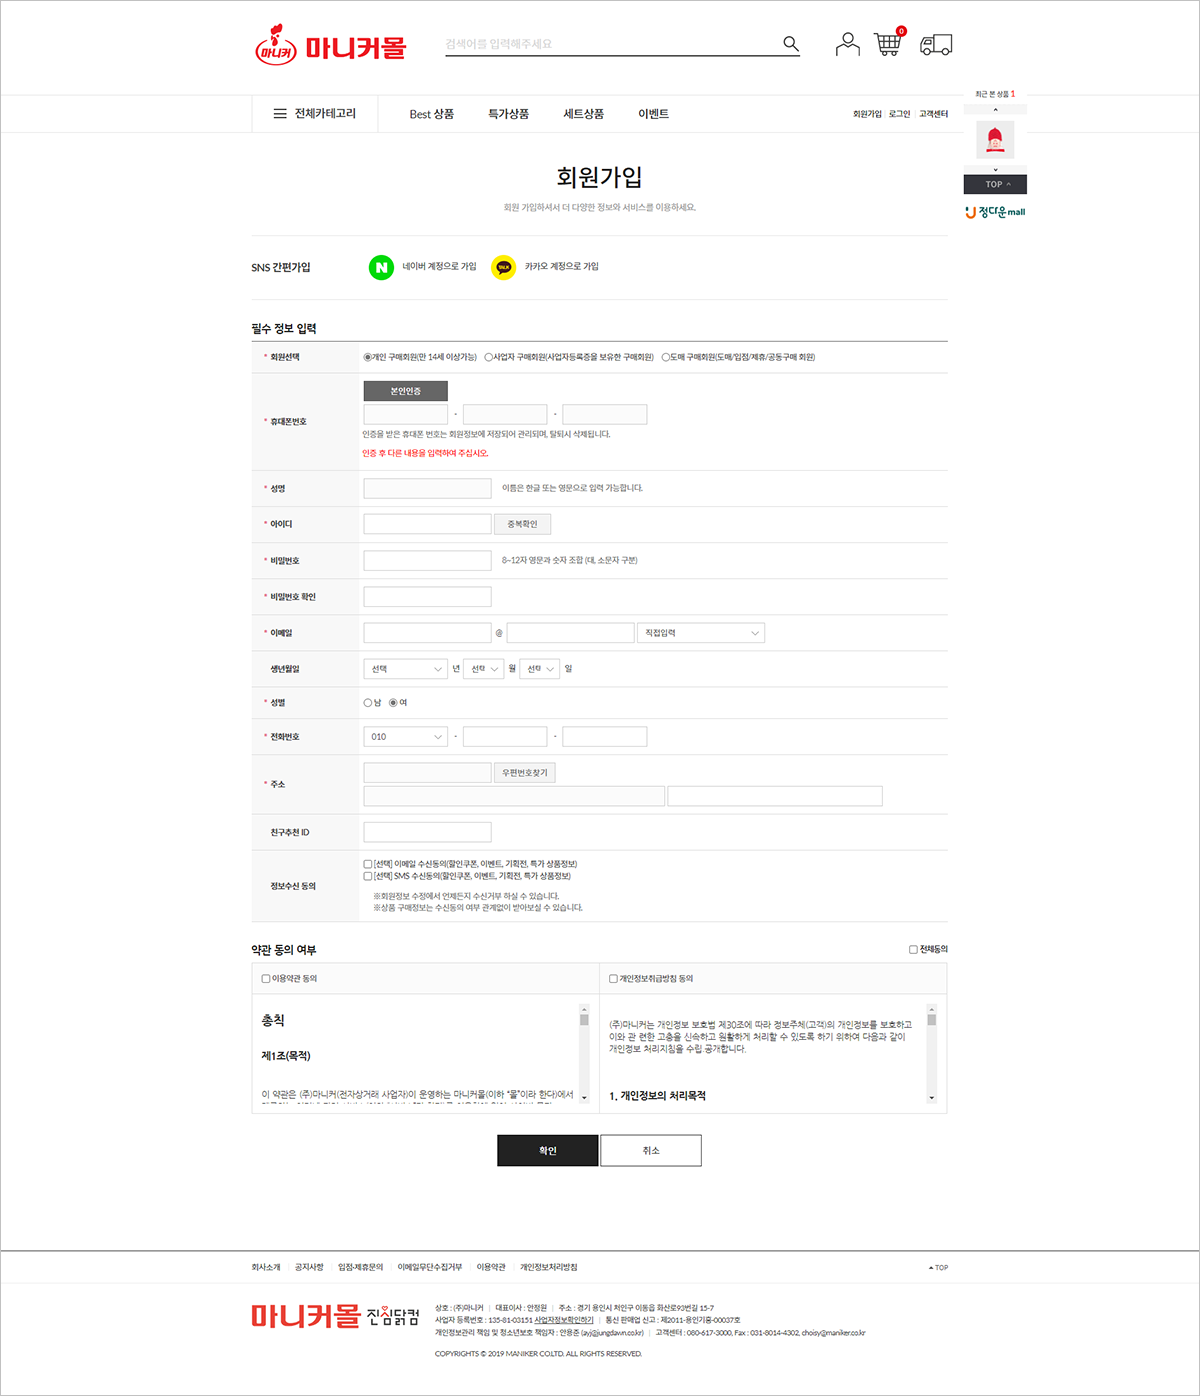 마니커 마니커몰
검색어를 입력해주세요
0
전체카테고리
Best 상품
특가상품
세트상품
이벤트
회원가입 로그인 고객센터
최근 본 상품 1
TOP
정다운mall
회원가입
회원 가입하셔서 더 다양한 정보와 서비스를 이용하세요.
SNS 간편가입
N 네이버 계정으로 가입
TALK 카카오 계정으로 가입
필수 정보 입력
* 회원선택
개인 구매회원(만 14세 이상가능) 사업자 구매회원(사업자등록증을 보유한 구매회원) 도매 구매회원(도매/입점/제휴/공동구매 회원)
* 휴대폰번호
본인인증
- -
인증을 받은 휴대폰 번호는 회원정보에 저장되어 관리되며, 탈퇴시 삭제됩니다.
인증 후 다른 내용을 입력하여 주십시오.
* 성명
이름은 한글 또는 영문으로 입력 가능합니다.
* 아이디
중복확인
* 비밀번호
8~12자 영문과 숫자 조합 (대, 소문자 구분)
* 비밀번호 확인
* 이메일
@ 직접입력
생년월일
선택 년 선택 월 선택 일
* 성별
남 여
* 전화번호
010 - -
* 주소
우편번호찾기
친구추천 ID
정보수신 동의
[선택] 이메일 수신동의(할인쿠폰, 이벤트, 기획전, 특가 상품정보)
[선택] SMS 수신동의(할인쿠폰, 이벤트, 기획전, 특가 상품정보)
※회원정보 수정에서 언제든지 수신거부 하실 수 있습니다.
※상품 구매정보는 수신동의 여부 관계없이 받아보실 수 있습니다.
약관 동의 여부
전체동의
이용약관 동의
총칙
제1조(목적)
이 약관은 (주)마니커(전자상거래 사업자)이 운영하는 마니커몰(이하 “몰”이라 한다)에서
개인정보취급방침 동의
(주)마니커는 개인정보 보호법 제30조에 따라 정보주체(고객)의 개인정보를 보호하고
이와 관 련한 고충을 신속하고 원활하게 처리할 수 있도록 하기 위하여 다음과 같이
개인정보 처리지침을 수립 공개합니다.
1. 개인정보의 처리목적
확인
취소
회사소개 공지사항 입점·제휴문의 이메일무단수집거부 이용약관 개인정보처리방침
TOP
마니커몰 진심닭컴
상호 : (주)마니커 | 대표이사 : 안정원 | 주소 : 경기 용인시 처인구 이동읍 화산로93번길 15-7
사업자 등록번호 : 135-81-03151 사업자정보확인하기 | 통신 판매업 신고 : 제2011-용인기흥-00037호
개인정보관리 책임 및 청소년보호 책임자 : 안용준 (ayj@jungdawn.co.kr) | 고객센터 : 080-617-3000, Fax : 031-8014-4302, choisy@maniker.co.kr
COPYRIGHTS © 2019 MANIKER CO.LTD. ALL RIGHTS RESERVED.